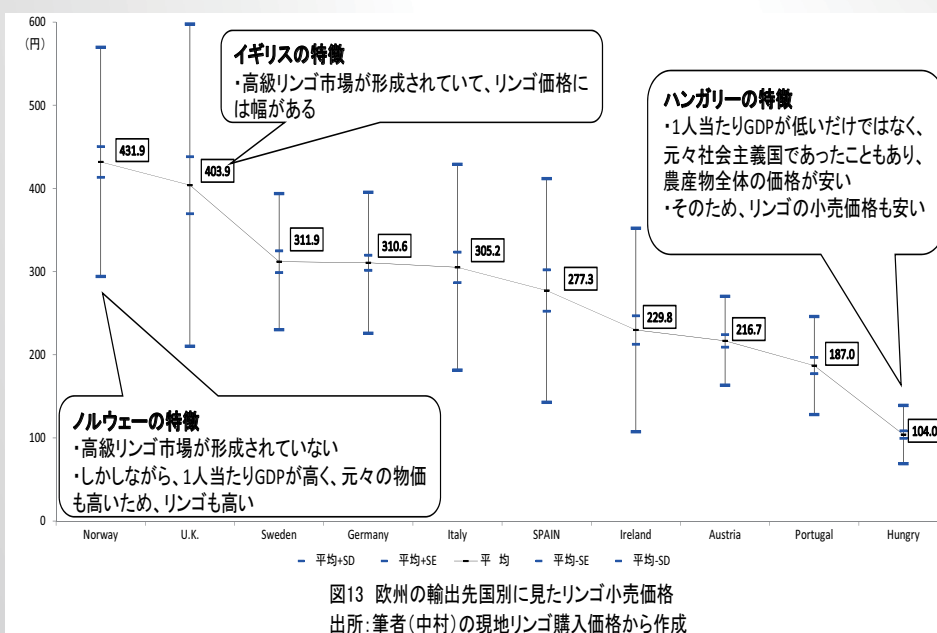 600
(円)
500
400
300
200
100
0
イギリスの特徴
・高級リンゴ市場が形成されていて、リンゴ価格に
は幅がある
ハンガリーの特徴
・1人当たりGDPが低いだけではなく、
元々社会主義国であったこともあり、
農産物全体の価格が安い
・そのため、リンゴの小売価格も安い
431.9
403.9
311.9
310.6
305.2
277.3
229.8
216.7
187.0
104.0
ノルウェーの特徴
・高級リンゴ市場が形成されていない
・しかしながら、1人当たりGDPが高く、元々の物価
も高いため、リンゴも高い
Norway U.K. Sweden Germany Italy SPAIN Ireland Austria Portugal Hungry
平均+SD 平均+SE 平 均 平均-SE 平均-SD
図13 欧州の輸出先国別に見たリンゴ小売価格
出所:筆者(中村)の現地リンゴ購入価格から作成